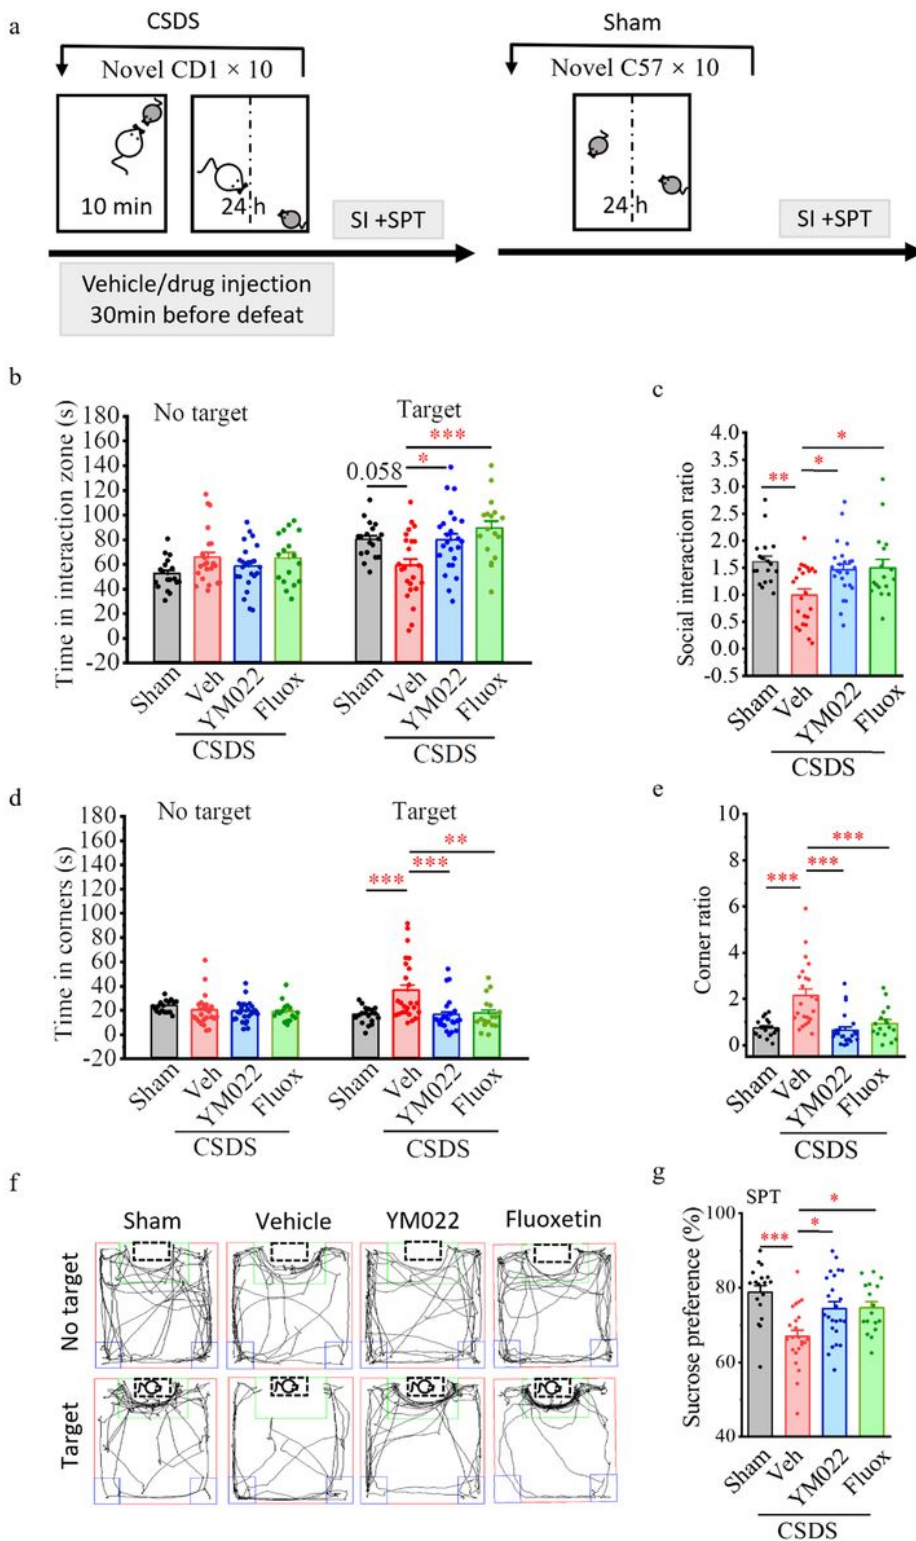 a
CSDS
Sham
Novel CD1 × 10
Novel C57 × 10
10 min
24 h
24 h
SI +SPT
SI +SPT
Vehicle/drug injection
30min before defeat
b
No target
Target
Time in interaction zone (s)
180
160
140
120
100
80
60
40
20
0
-20
0.058
*
***
Sham
Veh
YM022
Fluox
CSDS
Sham
Veh
YM022
Fluox
CSDS
c
Social interaction ratio
4.0
3.5
3.0
2.5
2.0
1.5
1.0
0.5
0.0
-0.5
**
*
*
Sham
Veh
YM022
Fluox
CSDS
d
No target
Target
Time in corners (s)
180
160
140
120
100
80
60
40
20
0
-20
***
***
**
Sham
Veh
YM022
Fluox
CSDS
Sham
Veh
YM022
Fluox
CSDS
e
Corner ratio
10
8
6
4
2
0
***
***
***
Sham
Veh
YM022
Fluox
CSDS
f
Sham
Vehicle
YM022
Fluoxetin
No target
Target
g
SPT
Sucrose preference (%)
100
80
60
40
***
*
*
Sham
Veh
YM022
Fluox
CSDS